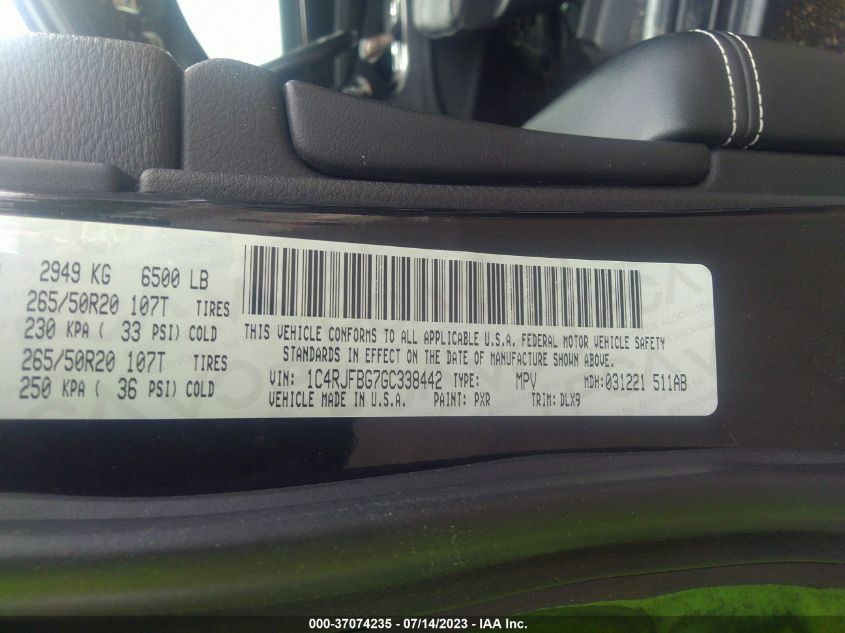 2949 KG 6500 LB
265/50R20 107T TIRES
230 KPA ( 33 PSI) COLD
265/50R20 107T TIRES
250 KPA ( 36 PSI) COLD
THIS VEHICLE CONFORMS TO ALL APPLICABLE U.S.A. FEDERAL MOTOR VEHICLE SAFETY
STANDARDS IN EFFECT ON THE DATE OF MANUFACTURE SHOWN ABOVE.
VIN: 1C4RJFBG7GC338442 TYPE: MPV MDH:031221 511AB
VEHICLE MADE IN U.S.A. PAINT: PXR TRIM: DLX9
000-37074235 - 07/14/2023 - IAA Inc.